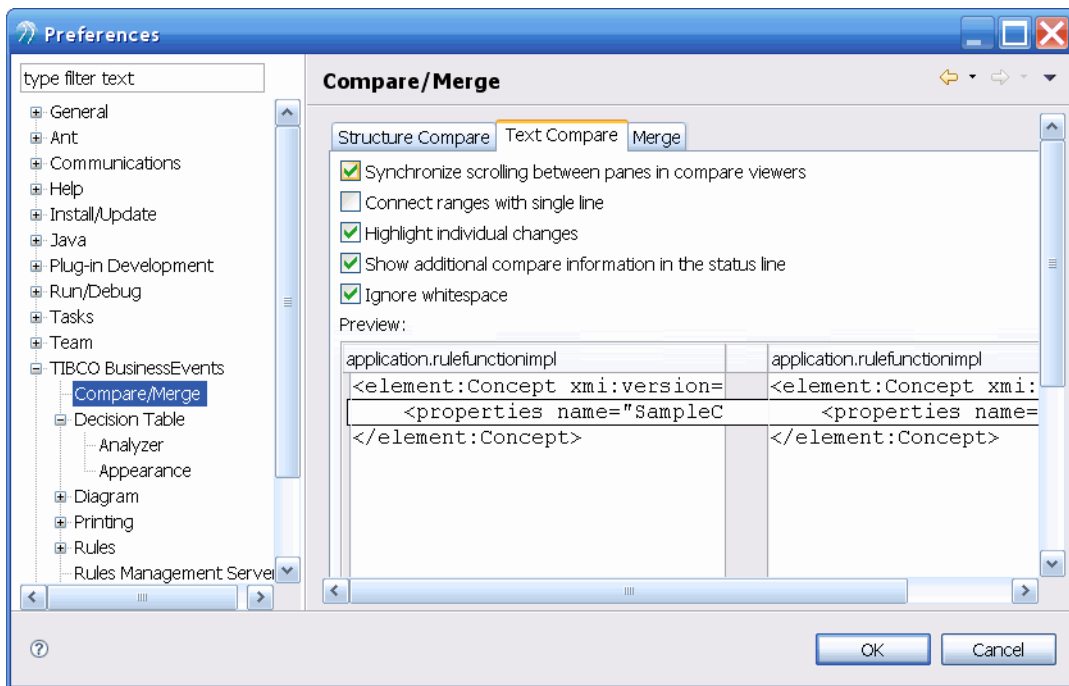 Preferences
type filter text
General
Ant
Communications
Help
Install/Update
Java
Plug-in Development
Run/Debug
Tasks
Team
TIBCO BusinessEvents
Compare/Merge
Decision Table
Analyzer
Appearance
Diagram
Printing
Rules
Rules Management Server
Compare/Merge
Structure Compare Text Compare Merge
Synchronize scrolling between panes in compare viewers
Connect ranges with single line
Highlight individual changes
Show additional compare information in the status line
Ignore whitespace
Preview:
application.rulefunctionimpl application.rulefunctionimpl
<element:Concept xmi:version= <element:Concept xmi:
<properties name="SampleC <properties name=
</element:Concept> </element:Concept>
OK Cancel